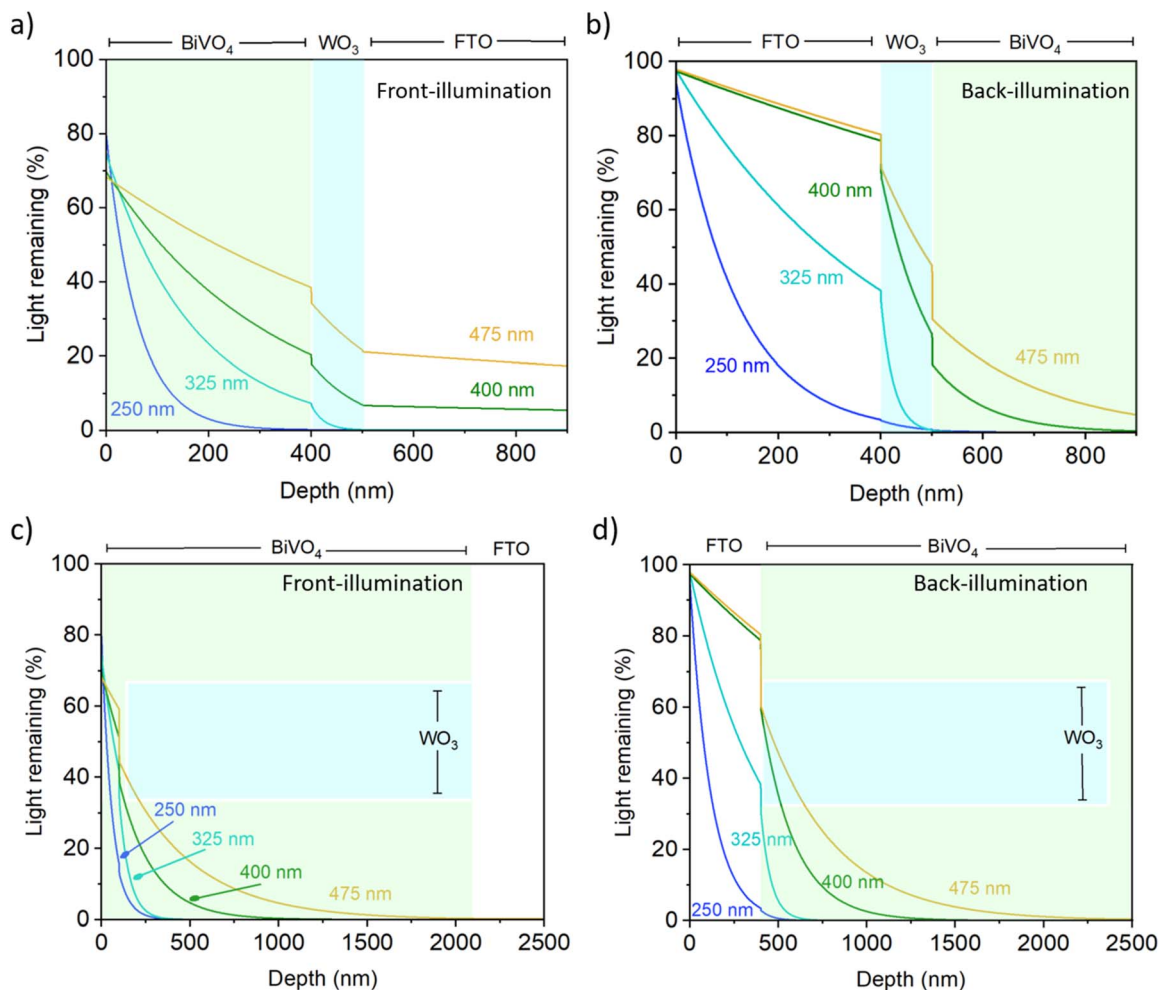 a)
BiVO₄ WO₃ FTO
Front-illumination
100
80
60
40
20
0
Light remaining (%)
475 nm
400 nm
325 nm
250 nm
0 200 400 600 800
Depth (nm)
b)
FTO WO₃ BiVO₄
Back-illumination
100
80
60
40
20
0
Light remaining (%)
400 nm
325 nm
250 nm
475 nm
0 200 400 600 800
Depth (nm)
c)
BiVO₄ FTO
Front-illumination
100
80
60
40
20
0
Light remaining (%)
WO₃
250 nm
325 nm
400 nm
475 nm
0 500 1000 1500 2000 2500
Depth (nm)
d)
FTO BiVO₄
Back-illumination
100
80
60
40
20
0
Light remaining (%)
WO₃
325 nm
400 nm
475 nm
250 nm
0 500 1000 1500 2000 2500
Depth (nm)